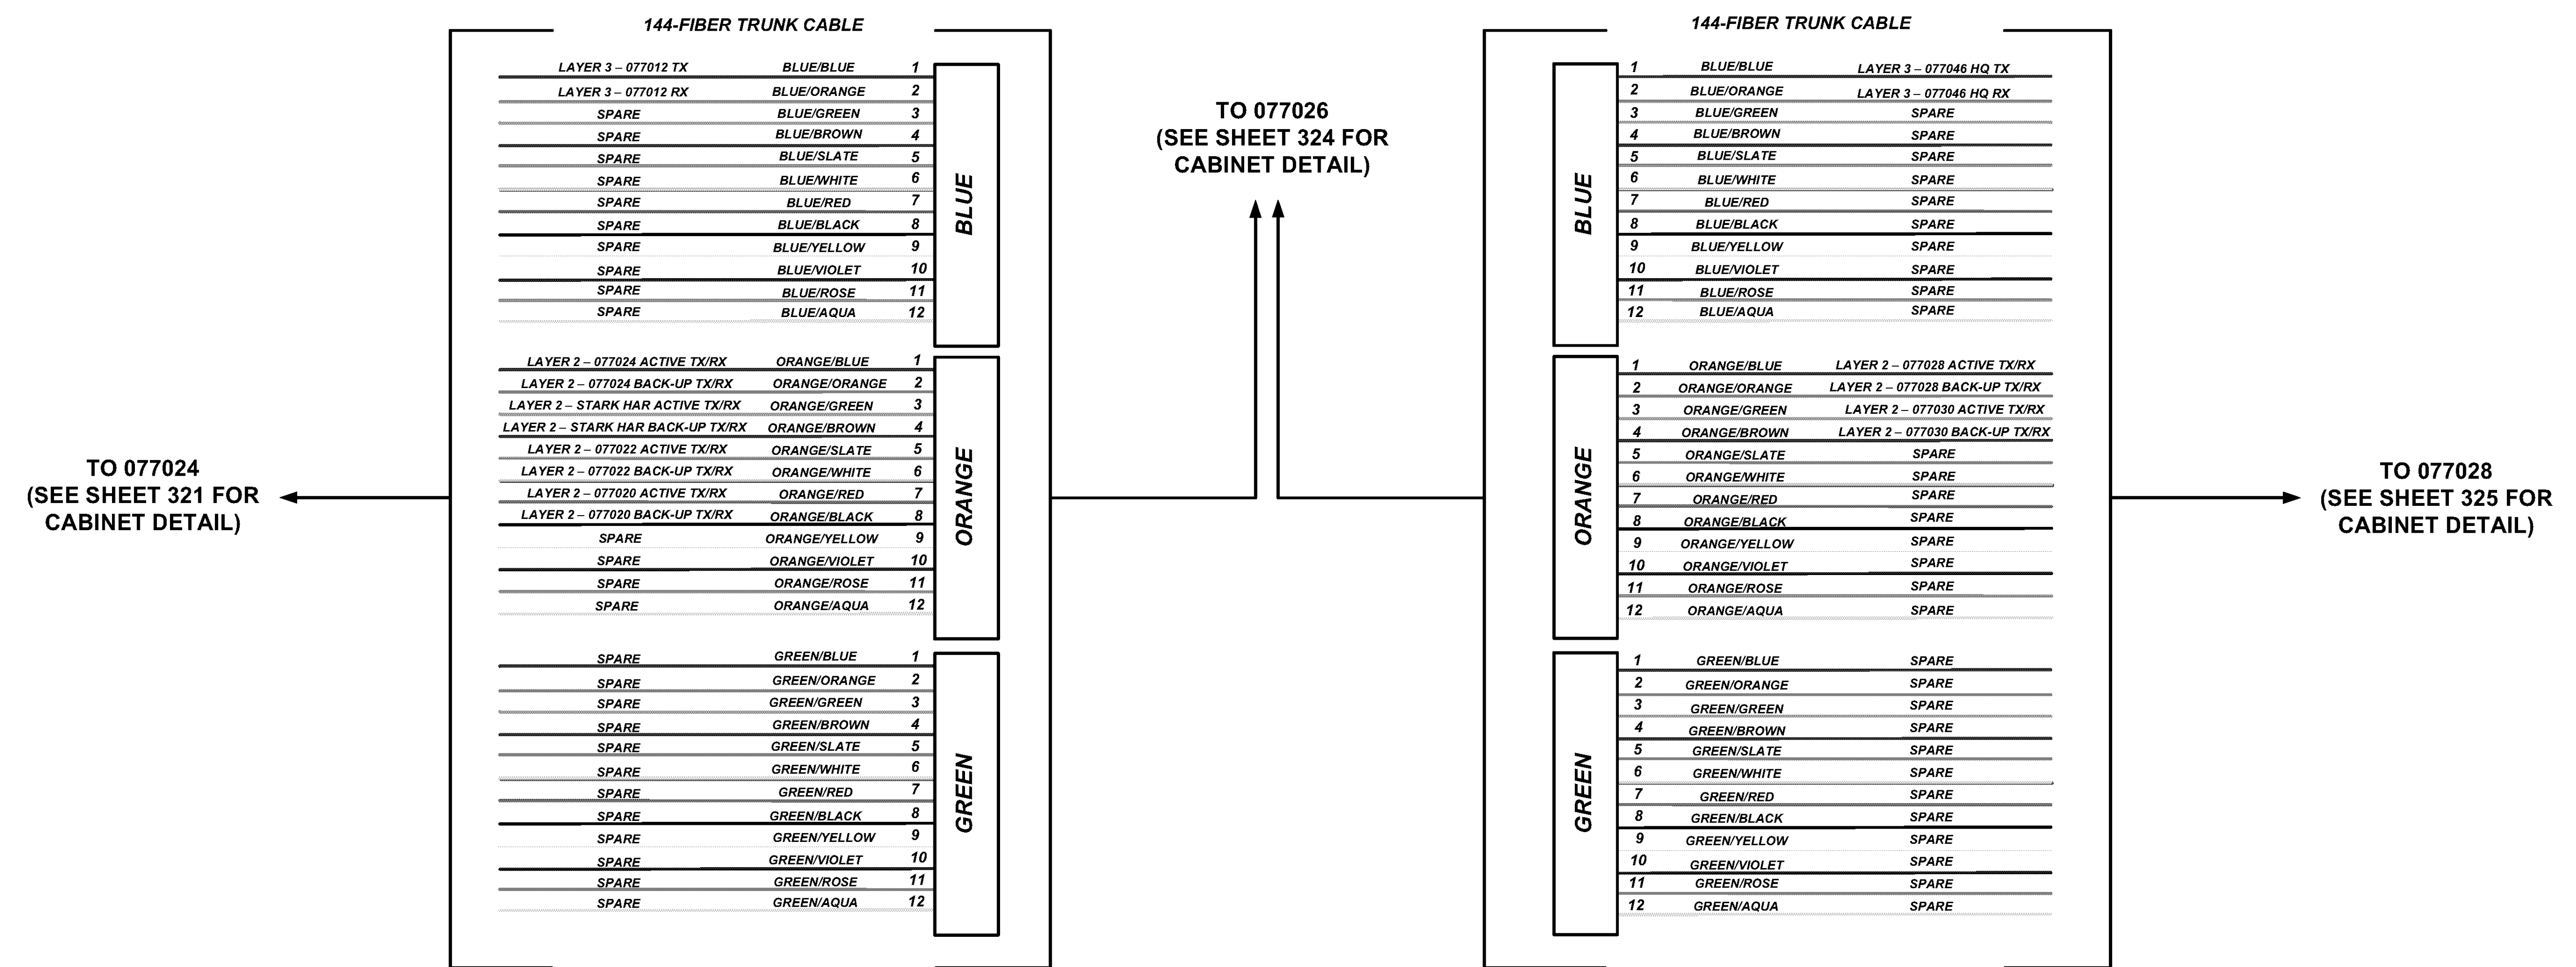 144-FIBER TRUNK CABLE
LAYER 3 – 077012 TX BLUE/BLUE 1
LAYER 3 – 077012 RX BLUE/ORANGE 2
SPARE BLUE/GREEN 3
SPARE BLUE/BROWN 4
SPARE BLUE/SLATE 5
SPARE BLUE/WHITE 6
SPARE BLUE/RED 7
SPARE BLUE/BLACK 8
SPARE BLUE/YELLOW 9
SPARE BLUE/VIOLET 10
SPARE BLUE/ROSE 11
SPARE BLUE/AQUA 12
BLUE
LAYER 2 – 077024 ACTIVE TX/RX ORANGE/BLUE 1
LAYER 2 – 077024 BACK-UP TX/RX ORANGE/ORANGE 2
LAYER 2 – STARK HAR ACTIVE TX/RX ORANGE/GREEN 3
LAYER 2 – STARK HAR BACK-UP TX/RX ORANGE/BROWN 4
LAYER 2 – 077022 ACTIVE TX/RX ORANGE/SLATE 5
LAYER 2 – 077022 BACK-UP TX/RX ORANGE/WHITE 6
LAYER 2 – 077020 ACTIVE TX/RX ORANGE/RED 7
LAYER 2 – 077020 BACK-UP TX/RX ORANGE/BLACK 8
SPARE ORANGE/YELLOW 9
SPARE ORANGE/VIOLET 10
SPARE ORANGE/ROSE 11
SPARE ORANGE/AQUA 12
ORANGE
SPARE GREEN/BLUE 1
SPARE GREEN/ORANGE 2
SPARE GREEN/GREEN 3
SPARE GREEN/BROWN 4
SPARE GREEN/SLATE 5
SPARE GREEN/WHITE 6
SPARE GREEN/RED 7
SPARE GREEN/BLACK 8
SPARE GREEN/YELLOW 9
SPARE GREEN/VIOLET 10
SPARE GREEN/ROSE 11
SPARE GREEN/AQUA 12
GREEN
TO 077024
(SEE SHEET 321 FOR
CABINET DETAIL)
TO 077026
(SEE SHEET 324 FOR
CABINET DETAIL)
144-FIBER TRUNK CABLE
1 BLUE/BLUE LAYER 3 – 077046 HQ TX
2 BLUE/ORANGE LAYER 3 – 077046 HQ RX
3 BLUE/GREEN SPARE
4 BLUE/BROWN SPARE
5 BLUE/SLATE SPARE
6 BLUE/WHITE SPARE
7 BLUE/RED SPARE
8 BLUE/BLACK SPARE
9 BLUE/YELLOW SPARE
10 BLUE/VIOLET SPARE
11 BLUE/ROSE SPARE
12 BLUE/AQUA SPARE
BLUE
1 ORANGE/BLUE LAYER 2 – 077028 ACTIVE TX/RX
2 ORANGE/ORANGE LAYER 2 – 077028 BACK-UP TX/RX
3 ORANGE/GREEN LAYER 2 – 077030 ACTIVE TX/RX
4 ORANGE/BROWN LAYER 2 – 077030 BACK-UP TX/RX
5 ORANGE/SLATE SPARE
6 ORANGE/WHITE SPARE
7 ORANGE/RED SPARE
8 ORANGE/BLACK SPARE
9 ORANGE/YELLOW SPARE
10 ORANGE/VIOLET SPARE
11 ORANGE/ROSE SPARE
12 ORANGE/AQUA SPARE
ORANGE
1 GREEN/BLUE SPARE
2 GREEN/ORANGE SPARE
3 GREEN/GREEN SPARE
4 GREEN/BROWN SPARE
5 GREEN/SLATE SPARE
6 GREEN/WHITE SPARE
7 GREEN/RED SPARE
8 GREEN/BLACK SPARE
9 GREEN/YELLOW SPARE
10 GREEN/VIOLET SPARE
11 GREEN/ROSE SPARE
12 GREEN/AQUA SPARE
GREEN
TO 077028
(SEE SHEET 325 FOR
CABINET DETAIL)